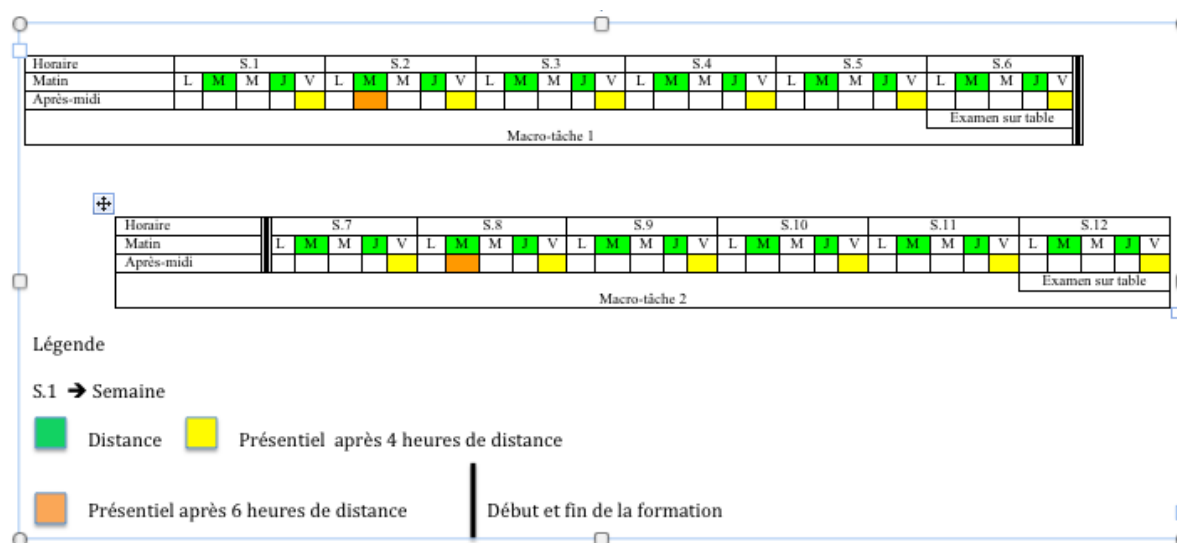 Horaire S.1 S.2 S.3 S.4 S.5 S.6
Matin L M M J V L M M J V L M M J V L M M J V L M M J V L M M J V
Après-midi
Examen sur table
Macro-tâche 1
Horaire S.7 S.8 S.9 S.10 S.11 S.12
Matin L M M J V L M M J V L M M J V L M M J V L M M J V L M M J V
Après-midi
Examen sur table
Macro-tâche 2
Légende
S.1 ➔ Semaine
Distance Présentiel après 4 heures de distance
Présentiel après 6 heures de distance Début et fin de la formation